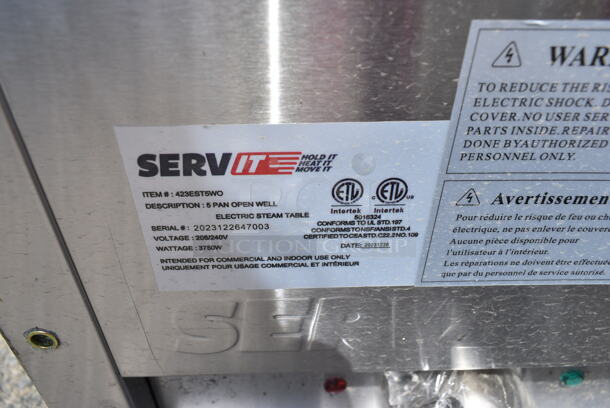 SERVIT HOLD IT
HEAT IT
MOVE IT
ITEM # : 423EST5WO
DESCRIPTION : 5 PAN OPEN WELL
ELECTRIC STEAM TABLE
SERIAL # : 2023122647003
VOLTAGE : 208/240V
WATTAGE : 3750W
INTENDED FOR COMMERCIAL AND INDOOR USE ONLY
UNIQUEMENT POUR USAGE COMMERCIAL ET INTÉRIEUR
ETL
Intertek
C ETL US
Intertek
5016324
CONFORMS TO UL STD.197
CONFORMS TO NSF/ANSI STD.4
CERTIFIED TO CSA STD.C22.2 NO.109
DATE: 20231226
WAR
TO REDUCE THE RIS
ELECTRIC SHOCK. D
COVER.NO USER SER
PARTS INSIDE.REPAIR
DONE BY AUTHORIZED
PERSONNEL ONLY.
Avertissemen
Pour réduire le risque de feu ou ch
électrique, ne pas enlever le couver
Aucune pièce disponible pour
l'utilisateur à l'intérieur.
Les réparations ne doivent être effectué
que par du personnel de service autorisé.
SER